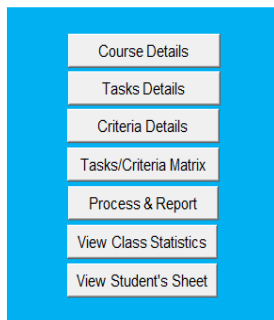 Course Details
Tasks Details
Criteria Details
Tasks/Criteria Matrix
Process & Report
View Class Statistics
View Student's Sheet